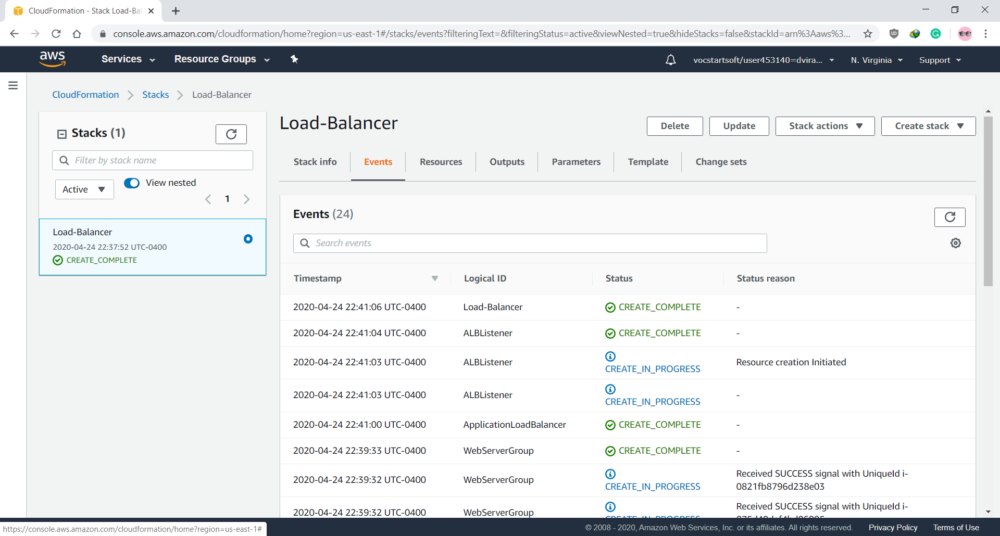 CloudFormation - Stack Load-Bal
console.aws.amazon.com/cloudformation/home?region=us-east-1#/stacks/events?filteringText=&filteringStatus=active&viewNested=true&hideStacks=false&stackId=arn%3Aaws%3...
aws
Services
Resource Groups
vocstartsoft/user453140=dvira...
N. Virginia
Support
CloudFormation
Stacks
Load-Balancer
Stacks (1)
Filter by stack name
Active
View nested
1
Load-Balancer
2020-04-24 22:37:52 UTC-0400
CREATE_COMPLETE
Load-Balancer
Delete
Update
Stack actions
Create stack
Stack info
Events
Resources
Outputs
Parameters
Template
Change sets
Events (24)
Search events
Timestamp Logical ID Status Status reason
2020-04-24 22:41:06 UTC-0400 Load-Balancer CREATE_COMPLETE -
2020-04-24 22:41:04 UTC-0400 ALBListener CREATE_COMPLETE -
2020-04-24 22:41:03 UTC-0400 ALBListener CREATE_IN_PROGRESS Resource creation Initiated
2020-04-24 22:41:03 UTC-0400 ALBListener CREATE_IN_PROGRESS -
2020-04-24 22:41:00 UTC-0400 ApplicationLoadBalancer CREATE_COMPLETE -
2020-04-24 22:39:33 UTC-0400 WebServerGroup CREATE_COMPLETE -
2020-04-24 22:39:32 UTC-0400 WebServerGroup CREATE_IN_PROGRESS Received SUCCESS signal with UniqueId i-
0821fb8796d238e03
2020-04-24 22:39:32 UTC-0400 WebServerGroup CREATE_IN_PROGRESS Received SUCCESS signal with UniqueId i-
https://console.aws.amazon.com/cloudformation/home?region=us-east-1#
© 2008 - 2020, Amazon Web Services, Inc. or its affiliates. All rights reserved.
Privacy Policy
Terms of Use